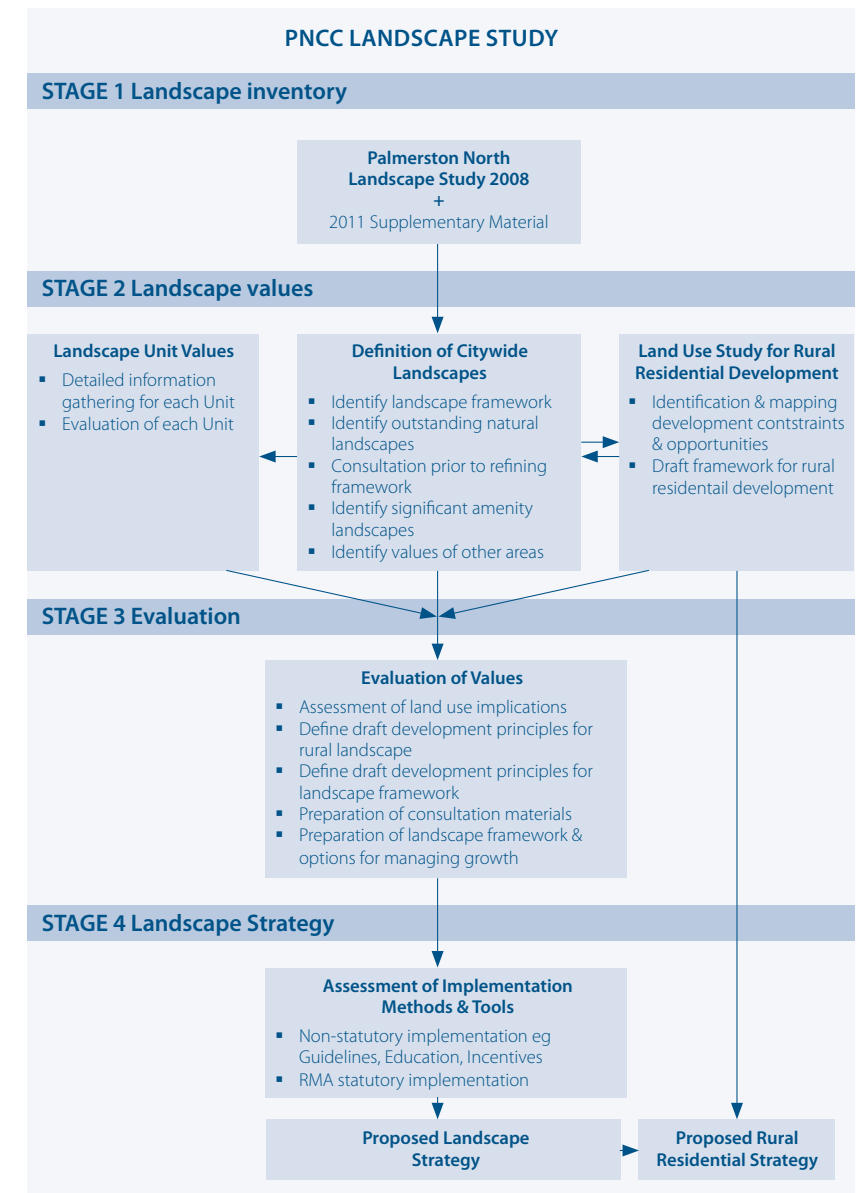 PNCC LANDSCAPE STUDY
STAGE 1 Landscape inventory
Palmerston North
Landscape Study 2008
+
2011 Supplementary Material
STAGE 2 Landscape values
Landscape Unit Values
▪ Detailed information
gathering for each Unit
▪ Evaluation of each Unit
Definition of Citywide
Landscapes
▪ Identify landscape framework
▪ Identify outstanding natural
landscapes
▪ Consultation prior to refining
framework
▪ Identify significant amenity
landscapes
▪ Identify values of other areas
Land Use Study for Rural
Residential Development
▪ Identification & mapping
development contstraints
& opportunities
▪ Draft framework for rural
residentail development
STAGE 3 Evaluation
Evaluation of Values
▪ Assessment of land use implications
▪ Define draft development principles for
rural landscape
▪ Define draft development principles for
landscape framework
▪ Preparation of consultation materials
▪ Preparation of landscape framework &
options for managing growth
STAGE 4 Landscape Strategy
Assessment of Implementation
Methods & Tools
▪ Non-statutory implementation eg
Guidelines, Education, Incentives
▪ RMA statutory implementation
Proposed Landscape
Strategy
Proposed Rural
Residential Strategy